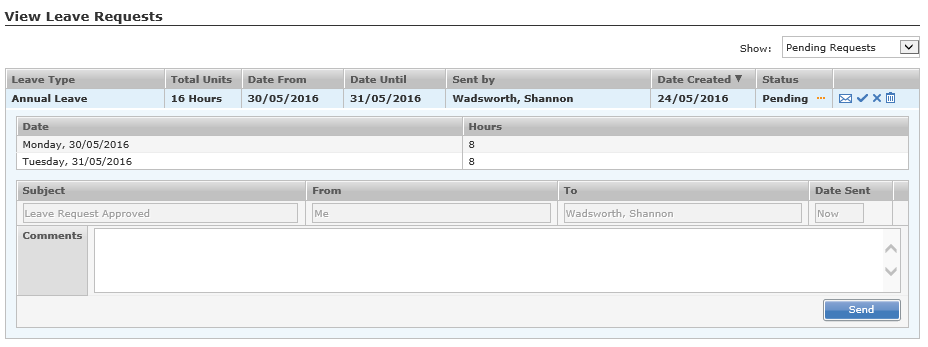 View Leave Requests
Show: Pending Requests
Leave Type Total Units Date From Date Until Sent by Date Created ▼ Status
Annual Leave 16 Hours 30/05/2016 31/05/2016 Wadsworth, Shannon 24/05/2016 Pending ···
Date Hours
Monday, 30/05/2016 8
Tuesday, 31/05/2016 8
Subject From To Date Sent
Leave Request Approved Me Wadsworth, Shannon Now
Comments
Send